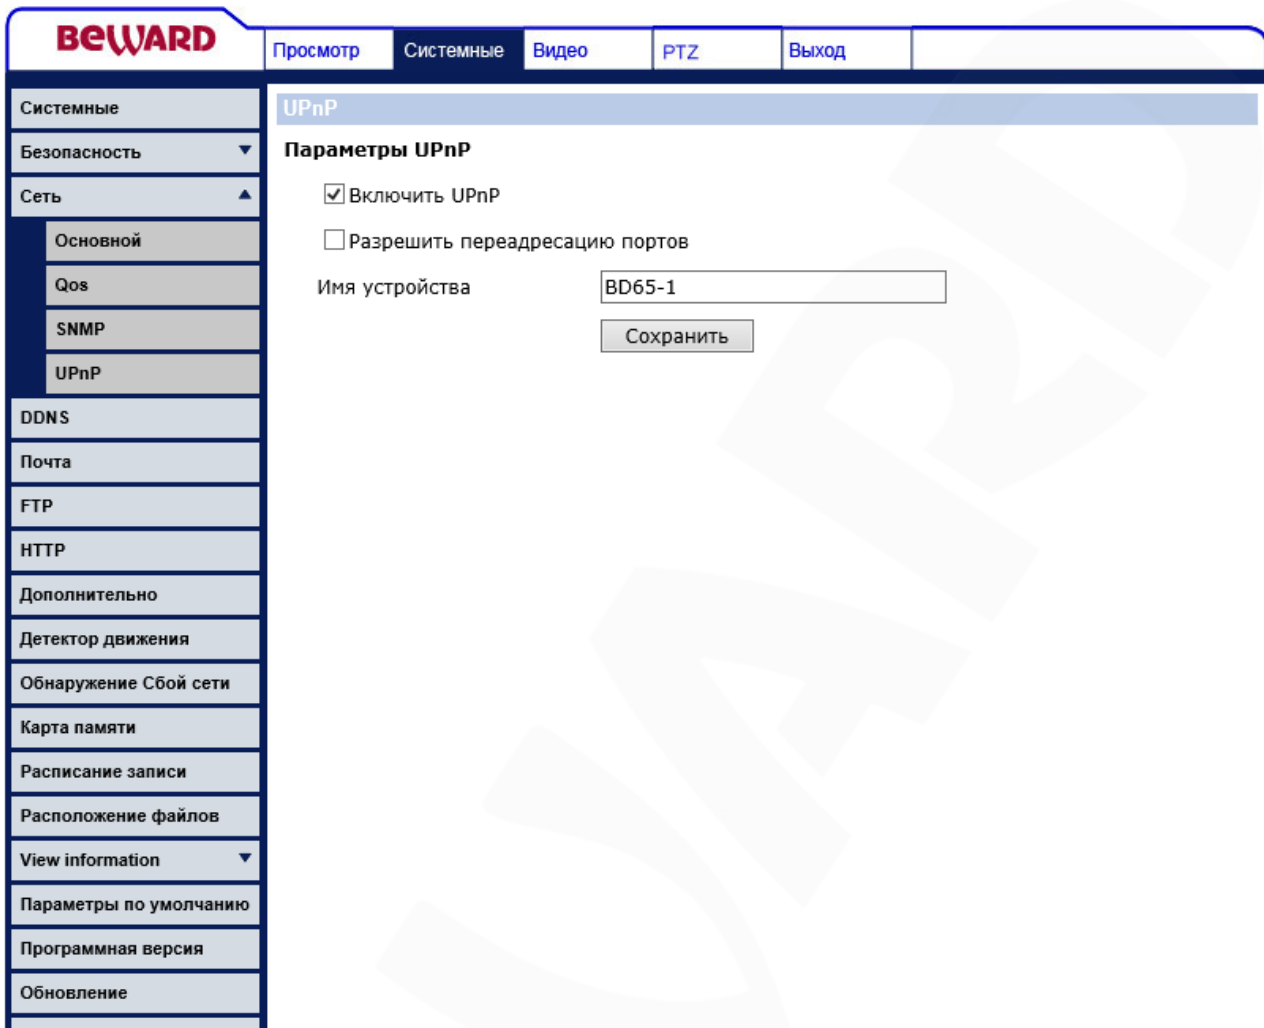 BEWARD
Просмотр
Системные
Видео
PTZ
Выход
Системные
Безопасность
Сеть
Основной
Qos
SNMP
UPnP
DDNS
Почта
FTP
HTTP
Дополнительно
Детектор движения
Обнаружение Сбой сети
Карта памяти
Расписание записи
Расположение файлов
View information
Параметры по умолчанию
Программная версия
Обновление
UPnP
Параметры UPnP
Включить UPnP
Разрешить переадресацию портов
Имя устройства BD65-1
Сохранить